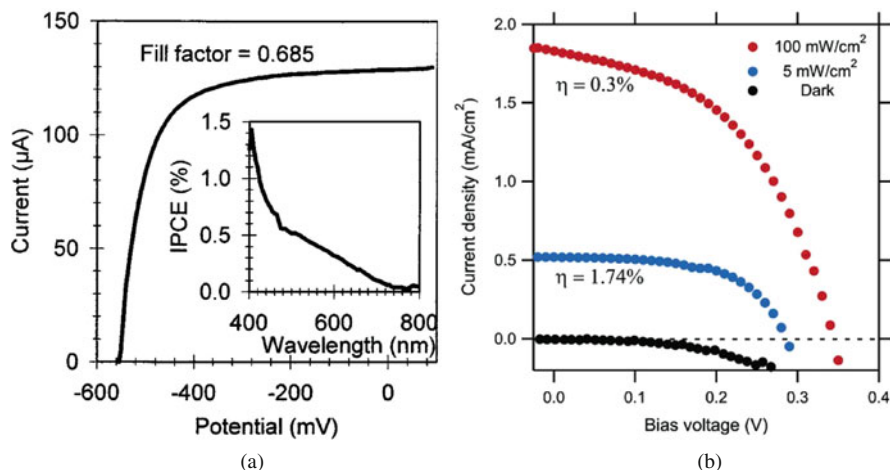 150
Fill factor = 0.685
100
50
0
Current (µA)
-600
-400
-200
0
Potential (mV)
1.5
1.0
0.5
0.0
IPCE (%)
400
600
800
Wavelength (nm)
(a)
2.0
1.5
1.0
0.5
0.0
Current density (mA/cm²)
100 mW/cm²
5 mW/cm²
Dark
η = 0.3%
η = 1.74%
0.0
0.1
0.2
0.3
0.4
Bias voltage (V)
(b)